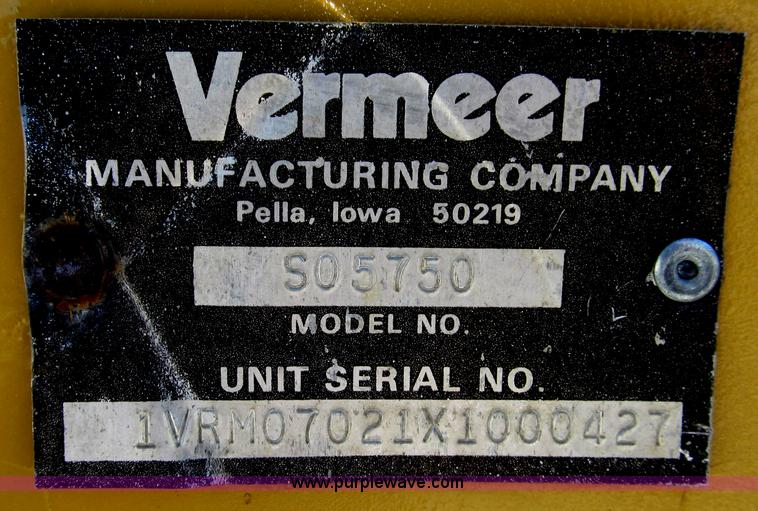 Vermeer
MANUFACTURING COMPANY
Pella, Iowa 50219
S05750
MODEL NO.
UNIT SERIAL NO.
1VRM07021X1000427
www.purplewave.com